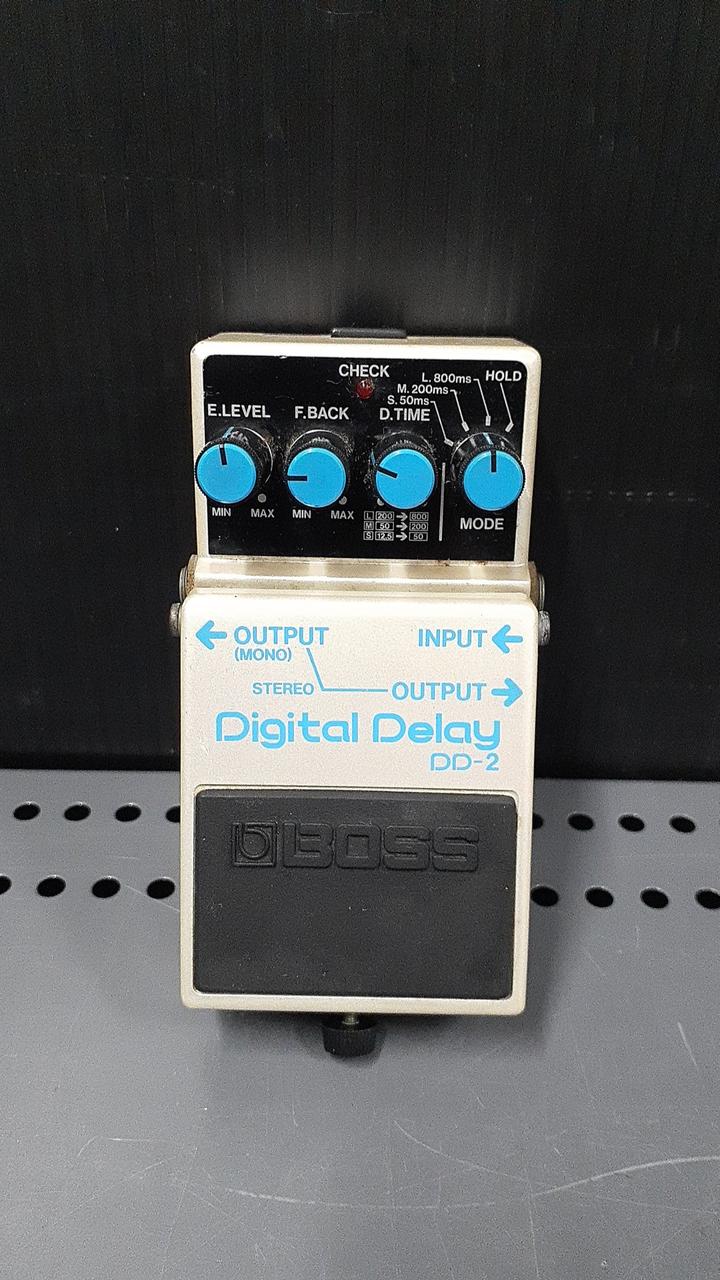 CHECK
L. 800ms
HOLD
M. 200ms
S. 50ms
E.LEVEL
F.BACK
D.TIME
MIN
MAX
MIN
MAX
L 200 → 800
M 50 → 200
S 12.5 → 50
MODE
← OUTPUT
(MONO)
INPUT ←
STEREO
OUTPUT →
Digital Delay
DD-2
BOSS